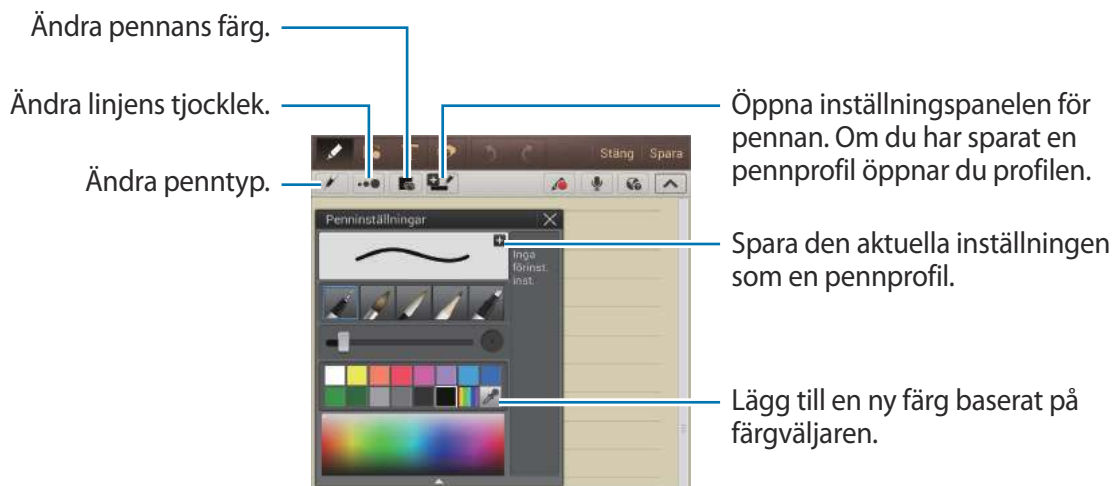 Ändra pennans färg.
Ändra linjens tjocklek.
Ändra penntyp.
Öppna inställningspanelen för
pennan. Om du har sparat en
pennprofil öppnar du profilen.
Spara den aktuella inställningen
som en pennprofil.
Lägg till en ny färg baserat på
färgväljaren.
Stäng Spara
Penninställningar
Inga
förinst.
inst.